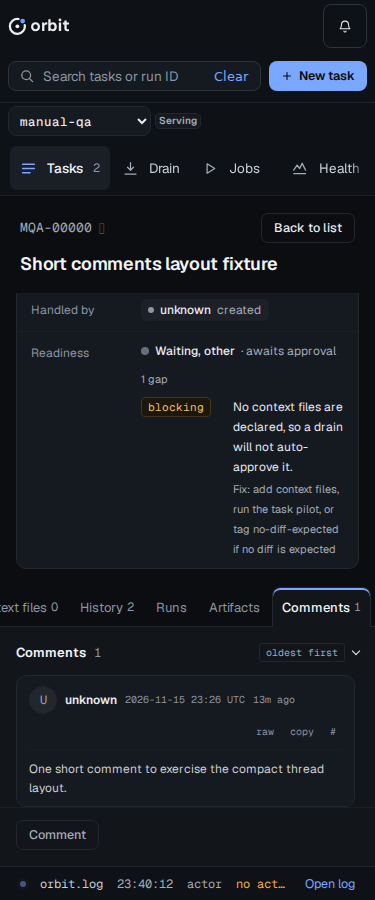 orbit
Search tasks or run ID Clear
+ New task
manual-qa Serving
Tasks 2 Drain Jobs Health
MQA-00000
Back to list
Short comments layout fixture
Handled by unknown created
Readiness Waiting, other · awaits approval
1 gap
blocking No context files are
declared, so a drain
will not auto-
approve it.
Fix: add context files,
run the task pilot, or
tag no-diff-expected
if no diff is expected
ext files 0 History 2 Runs Artifacts Comments 1
Comments 1 oldest first
U unknown 2026-11-15 23:26 UTC 13m ago
raw copy #
One short comment to exercise the compact thread
layout.
Comment
orbit.log 23:40:12 actor no act… Open log